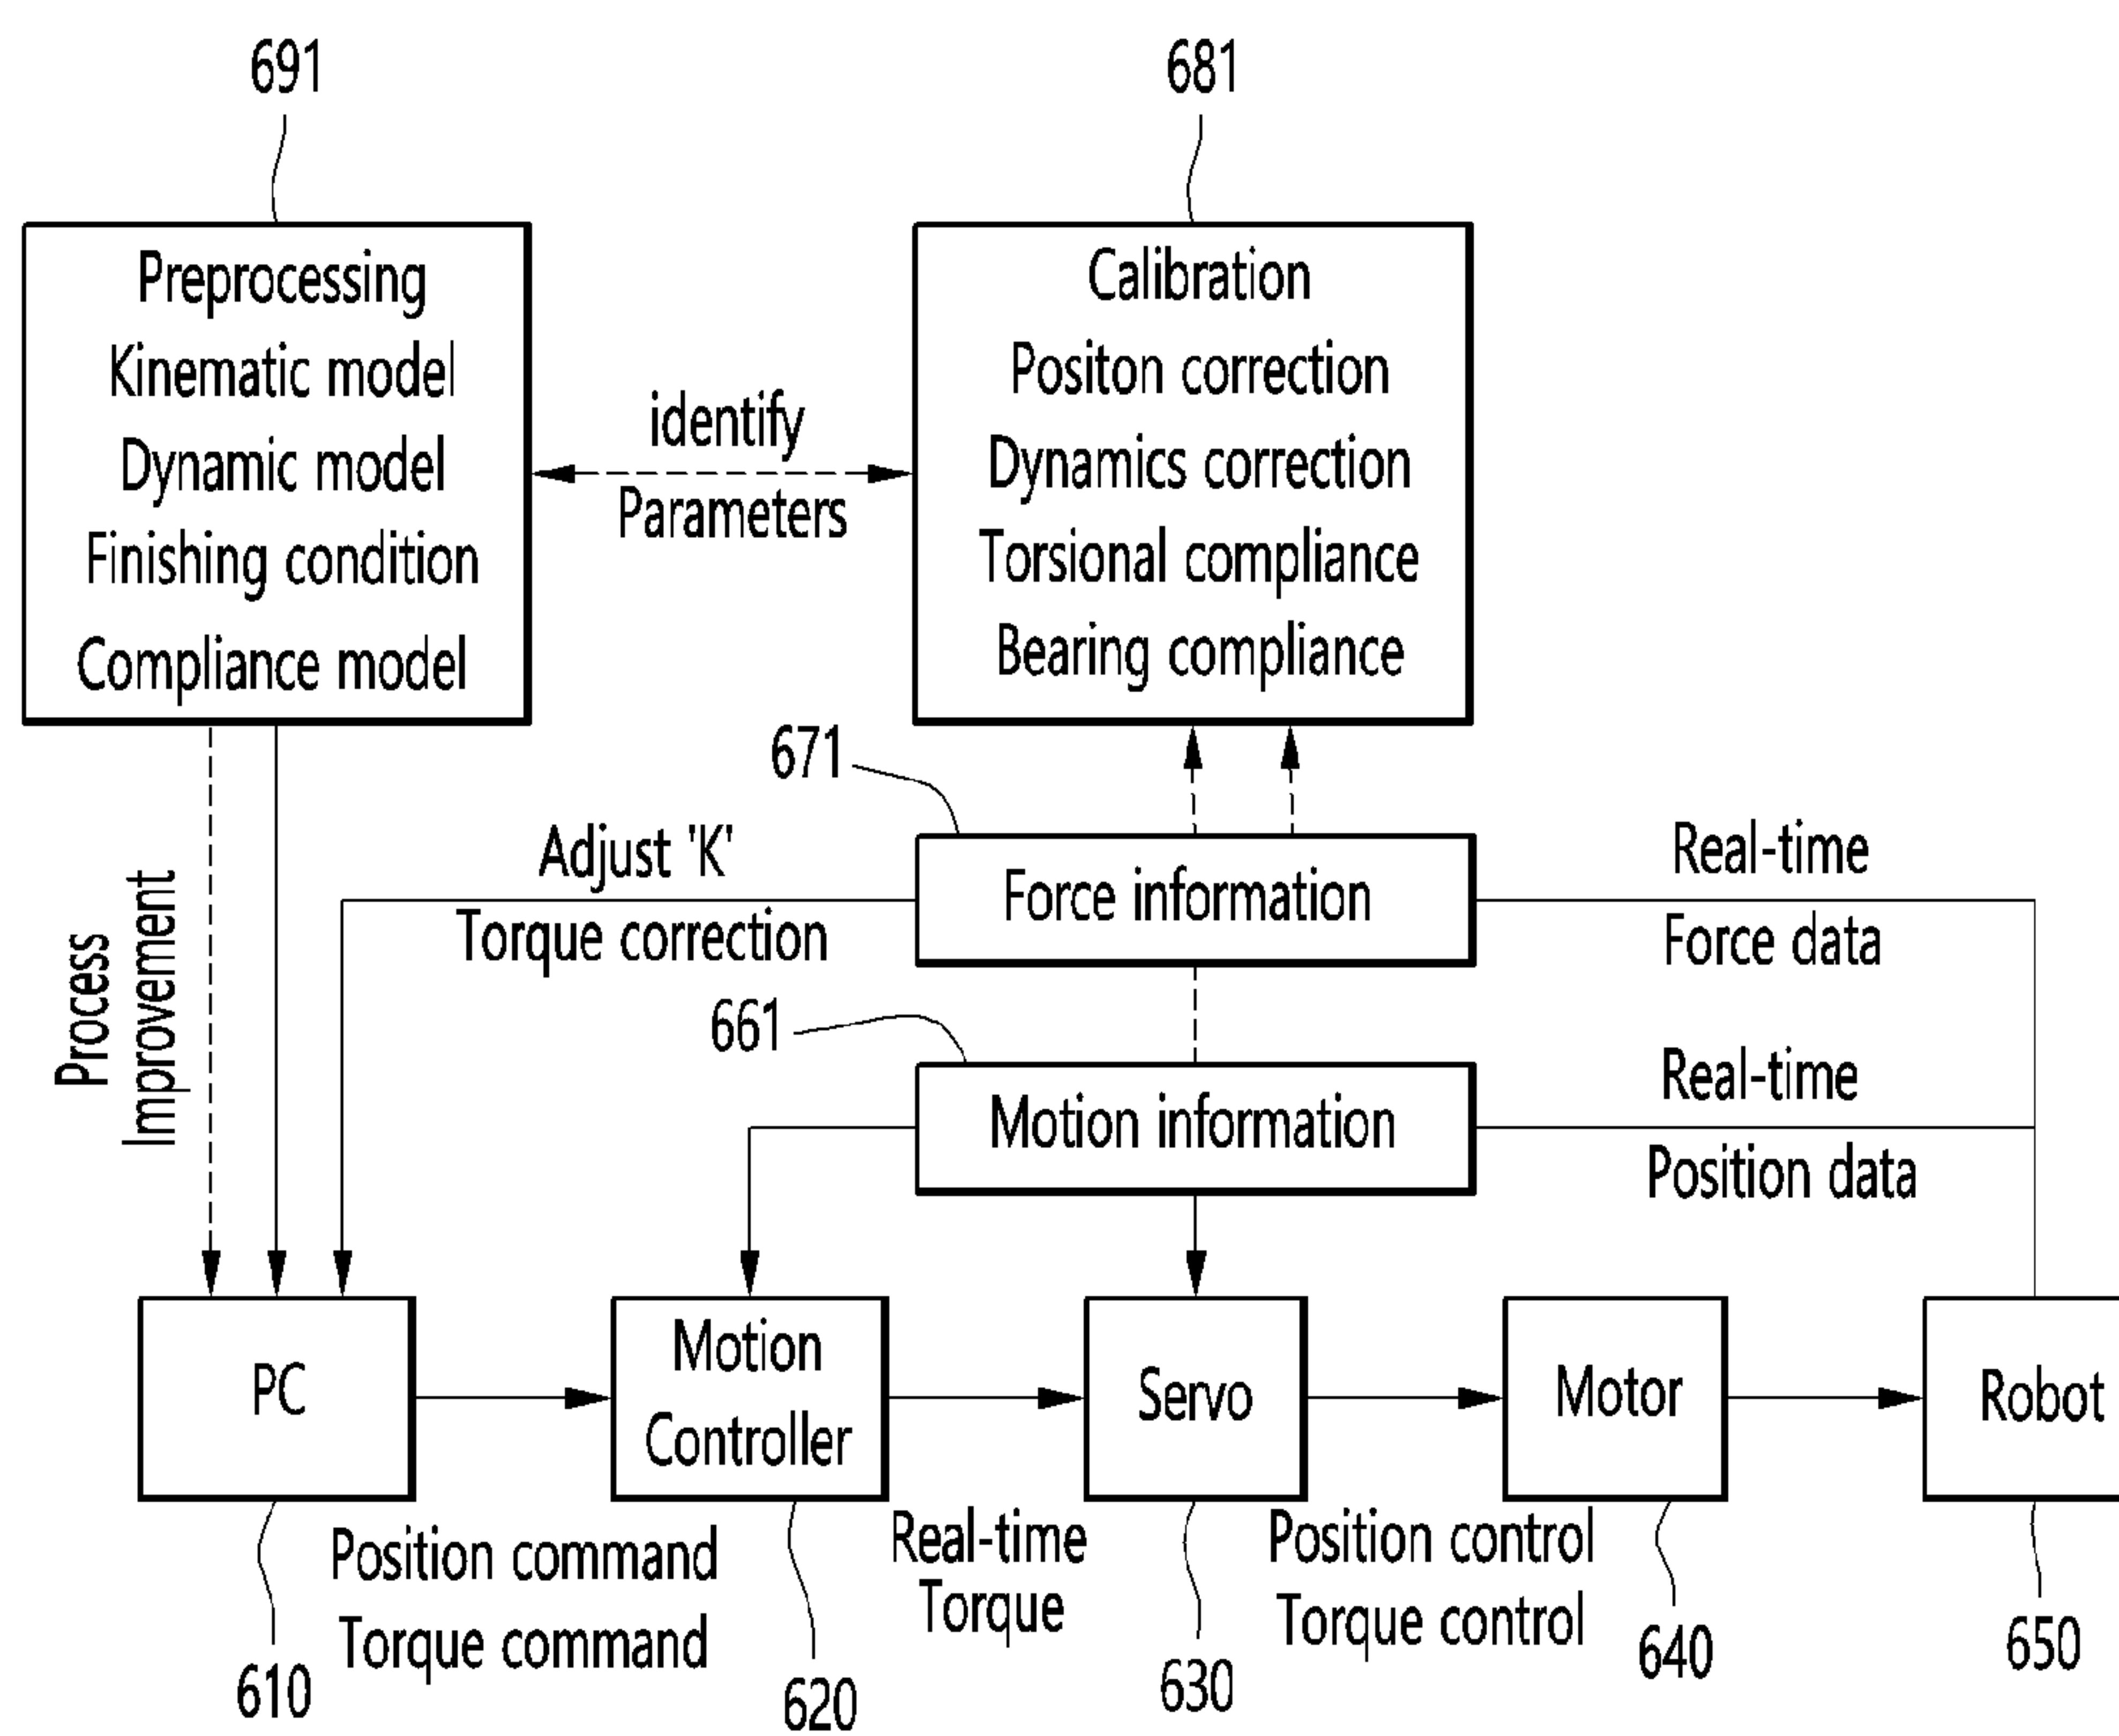 691
681
Preprocessing
Kinematic model
Dynamic model
Finishing condition
Compliance model
identify
Parameters
Calibration
Positon correction
Dynamics correction
Torsional compliance
Bearing compliance
671
Adjust 'K'
Torque correction
Force information
Real-time
Force data
Process
Improvement
661
Motion information
Real-time
Position data
PC
Motion
Controller
Servo
Motor
Robot
Position command
Torque command
Real-time
Torque
Position control
Torque control
610
620
630
640
650